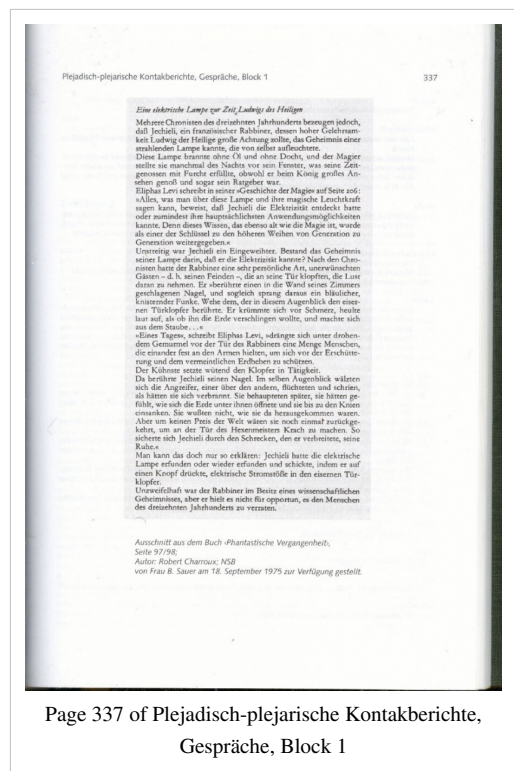 Plejadisch-plejarische Kontakberichte, Gespräche, Block 1 337
Eine elektrische Lampe zur Zeit Ludwigs des Heiligen
Mehrere Chronisten des dreizehnten Jahrhunderts bezeugen jedoch,
daß Jechieli, ein französischer Rabbiner, dessen hoher Gelehrsam-
keit Ludwig der Heilige große Achtung zollte, das Geheimnis einer
strahlenden Lampe kannte, die von selbst aufleuchtete.
Diese Lampe brannte ohne Öl und ohne Docht, und der Magier
stellte sie manchmal des Nachts vor sein Fenster, was seine Zeit-
genossen mit Furcht erfüllte, obwohl er beim König großes An-
sehen genoß und sogar sein Ratgeber war.
Eliphas Levi schreibt in seiner »Geschichte der Magie« auf Seite 206:
»Alles, was man über diese Lampe und ihre magische Leuchtkraft
sagen kann, beweist, daß Jechieli die Elektrizität entdeckt hatte
oder zumindest ihre hauptsächlichsten Anwendungsmöglichkeiten
kannte. Denn dieses Wissen, das ebenso alt wie die Magie ist, wurde
als einer der Schlüssel zu den höheren Weihen von Generation zu
Generation weitergegeben.«
Unstreitig war Jechieli ein Eingeweihter. Bestand das Geheimnis
seiner Lampe darin, daß er die Elektrizität kannte? Nach den Chro-
nisten hatte der Rabbiner eine sehr persönliche Art, unerwünschten
Gästen – d. h. seinen Feinden –, die an seine Tür klopften, die Lust
daran zu nehmen. Er »berührte einen in die Wand seines Zimmers
geschlagenen Nagel, und sogleich sprang daraus ein bläulicher,
knisternder Funke. Wehe dem, der in diesem Augenblick den eiser-
nen Türklopfer berührte. Er krümmte sich vor Schmerz, heulte
laut auf, als ob ihn die Erde verschlingen wollte, und machte sich
aus dem Staube . . .«
»Eines Tages«, schreibt Eliphas Levi, »drängte sich unter drohen-
dem Gemurmel vor der Tür des Rabbiners eine Menge Menschen,
die einander fest an den Armen hielten, um sich vor der Erschütte-
rung und dem vermeintlichen Erdbeben zu schützen.
Der Kühnste setzte wütend den Klopfer in Tätigkeit.
Da berührte Jechieli seinen Nagel. Im selben Augenblick wälzten
sich die Angreifer, einer über den andern, flüchteten und schrien,
als hätten sie sich verbrannt. Sie behaupteten später, sie hätten ge-
fühlt, wie sich die Erde unter ihnen öffnete und sie bis zu den Knien
einsanken. Sie wußten nicht, wie sie da herausgekommen waren.
Aber um keinen Preis der Welt wären sie noch einmal zurückge-
kehrt, um an der Tür des Hexenmeisters Krach zu machen. So
sicherte sich Jechieli durch den Schrecken, den er verbreitete, seine
Ruhe.«
Man kann das doch nur so erklären: Jechieli hatte die elektrische
Lampe erfunden oder wieder erfunden und schickte, indem er auf
einen Knopf drückte, elektrische Stromstöße in den eisernen Tür-
klopfer.
Unzweifelhaft war der Rabbiner im Besitz eines wissenschaftlichen
Geheimnisses, aber er hielt es nicht für opportun, es den Menschen
des dreizehnten Jahrhunderts zu verraten.
Ausschnitt aus dem Buch ‹Phantastische Vergangenheit›,
Seite 97/98;
Autor: Robert Charroux; NSB
von Frau B. Sauer am 18. September 1975 zur Verfügung gestellt.
Page 337 of Plejadisch-plejarische Kontakberichte,
Gespräche, Block 1